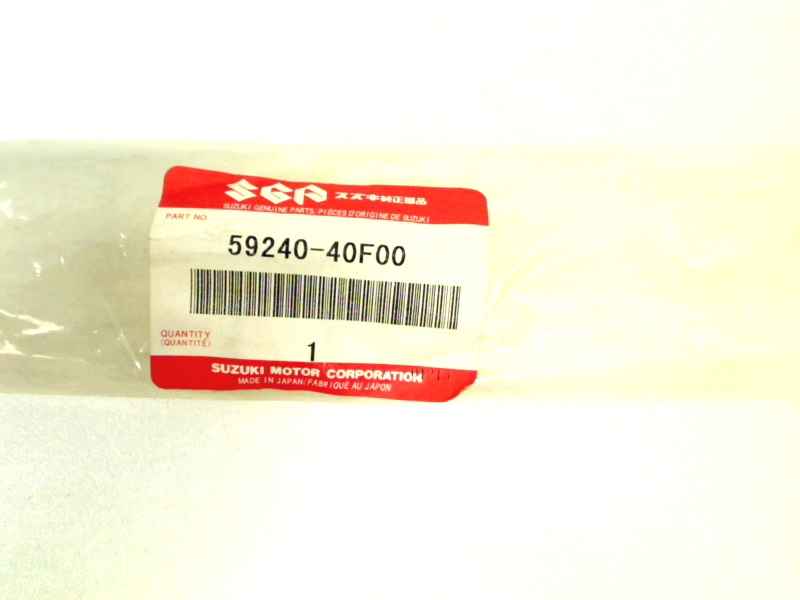 SGP スズキ純正部品
SUZUKI GENUINE PARTS/PIÈCES D'ORIGINE DE SUZUKI
PART NO.
59240-40F00
QUANTITY
(QUANTITÉ)
1
SUZUKI MOTOR CORPORATION
MADE IN JAPAN/FABRIQUÉ AU JAPON